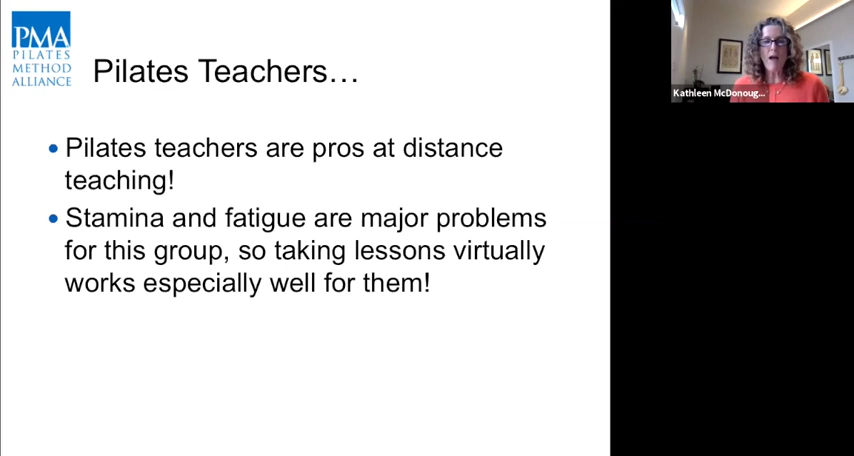 PMA
PILATES
METHOD
ALLIANCE
Pilates Teachers…
• Pilates teachers are pros at distance
teaching!
• Stamina and fatigue are major problems
for this group, so taking lessons virtually
works especially well for them!
Kathleen McDonoug...